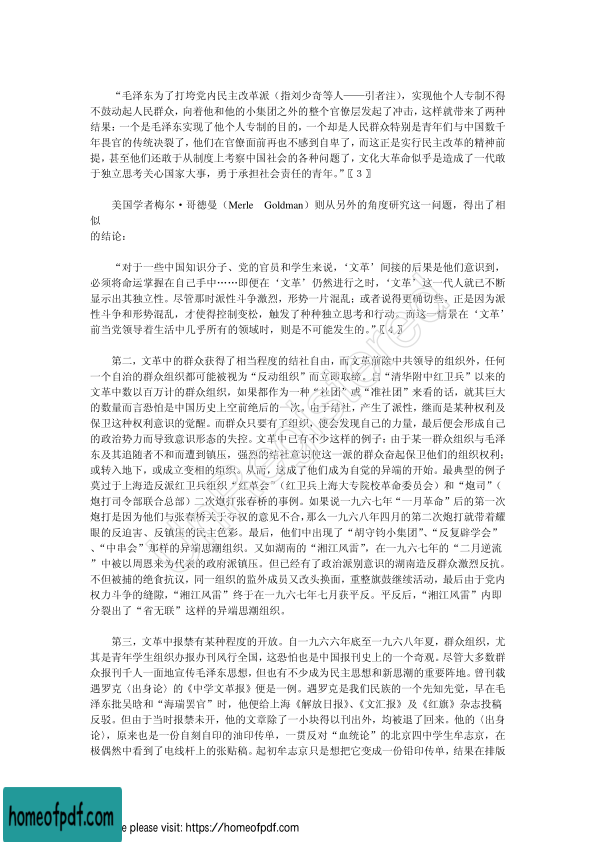 “毛泽东为了打垮党内民主改革派（指刘少奇等人——引者注），实现他个人专制不得
不鼓动起人民群众，向着他和他的小集团之外的整个官僚层发起了冲击，这样就带来了两种
结果：一个是毛泽东实现了他个人专制的目的，一个却是人民群众特别是青年们与中国数千
年畏官的传统决裂了，他们在官僚面前再也不感到自卑了，而这正是实行民主改革的精神前
提，甚至他们还敢于从制度上考察中国社会的各种问题了，文化大革命似乎是造成了一代敢
于独立思考关心国家大事，勇于承担社会责任的青年。”〖３〗
美国学者梅尔·哥德曼（Merle Goldman）则从另外的角度研究这一问题，得出了相
似
的结论：
“对于一些中国知识分子、党的官员和学生来说，‘文革’间接的后果是他们意识到，
必须将命运掌握在自己手中……即便在‘文革’仍然进行之时，‘文革’这一代人就已不断
显示出其独立性。尽管那时派性斗争激烈，形势一片混乱；或者说得更确切些，正是因为派
性斗争和形势混乱，才使得控制变松，触发了种种独立思考和行动。而这一情景在‘文革’
前当党领导着生活中几乎所有的领域时，则是不可能发生的。”〖４〗
第二，文革中的群众获得了相当程度的结社自由，而文革前除中共领导的组织外，任何
一个自治的群众组织都可能被视为“反动组织”而立即取缔。自“清华附中红卫兵”以来的
文革中数以百万计的群众组织，如果都作为一种“社团”或“准社团”来看的话，就其巨大
的数量而言恐怕是中国历史上空前绝后的一次。由于结社，产生了派性，继而是某种权利及
保卫这种权利意识的觉醒。而群众只要有了组织，便会发现自己的力量，最后便会形成自己
的政治势力而导致意识形态的失控。文革中已有不少这样的例子：由于某一群众组织与毛泽
东及其追随者不和而遭到镇压，强烈的结社意识使这一派的群众奋起保卫他们的组织权利；
或转入地下，或成立变相的组织。从而，这成了他们成为自觉的异端的开始。最典型的例子
莫过于上海造反派红卫兵组织“红革会”（红卫兵上海大专院校革命委员会）和“炮司”（
炮打司令部联合总部）二次炮打张春桥的事例。如果说一九六七年“一月革命”后的第一次
炮打是因为他们与张春桥关于夺权的意见不合，那么一九六八年四月的第二次炮打就带着耀
眼的反迫害、反镇压的民主色彩。最后，他们中出现了“胡守钧小集团”、“反复辟学会”
、“中串会”那样的异端思潮组织。又如湖南的“湘江风雷”，在一九六七年的“二月逆流
”中被以周恩来为代表的政府派镇压。但已经有了政治派别意识的湖南造反群众激烈反抗。
不但被捕的绝食抗议，同一组织的监外成员又改头换面，重整旗鼓继续活动，最后由于党内
权力斗争的缝隙，“湘江风雷”终于在一九六七年七月获平反。平反后，“湘江风雷”内即
分裂出了“省无联”这样的异端思潮组织。
第三，文革中报禁有某种程度的开放。自一九六六年底至一九六八年夏，群众组织，尤
其是青年学生组织办报办刊风行全国，这恐怕也是中国报刊史上的一个奇观。尽管大多数群
众报刊千人一面地宣传毛泽东思想，但也有不少成为民主思想和新思潮的重要阵地。曾刊载
遇罗克〈出身论〉的《中学文革报》便是一例。遇罗克是我们民族的一个先知先觉，早在毛
泽东批吴晗和“海瑞罢官”时，他便给上海《解放日报》、《文汇报》及《红旗》杂志投稿
反驳。但由于当时报禁未开，他的文章除了一小块得以刊出外，均被退了回来。他的〈出身
论〉，原来也是一份自刻自印的油印传单，一贯反对“血统论”的北京四中学生牟志京，在
极偶然中看到了电线杆上的张贴稿。起初牟志京只是想把它变成一份铅印传单，结果在排版
homeofpdf.com
e please visit: https://homeofpdf.com